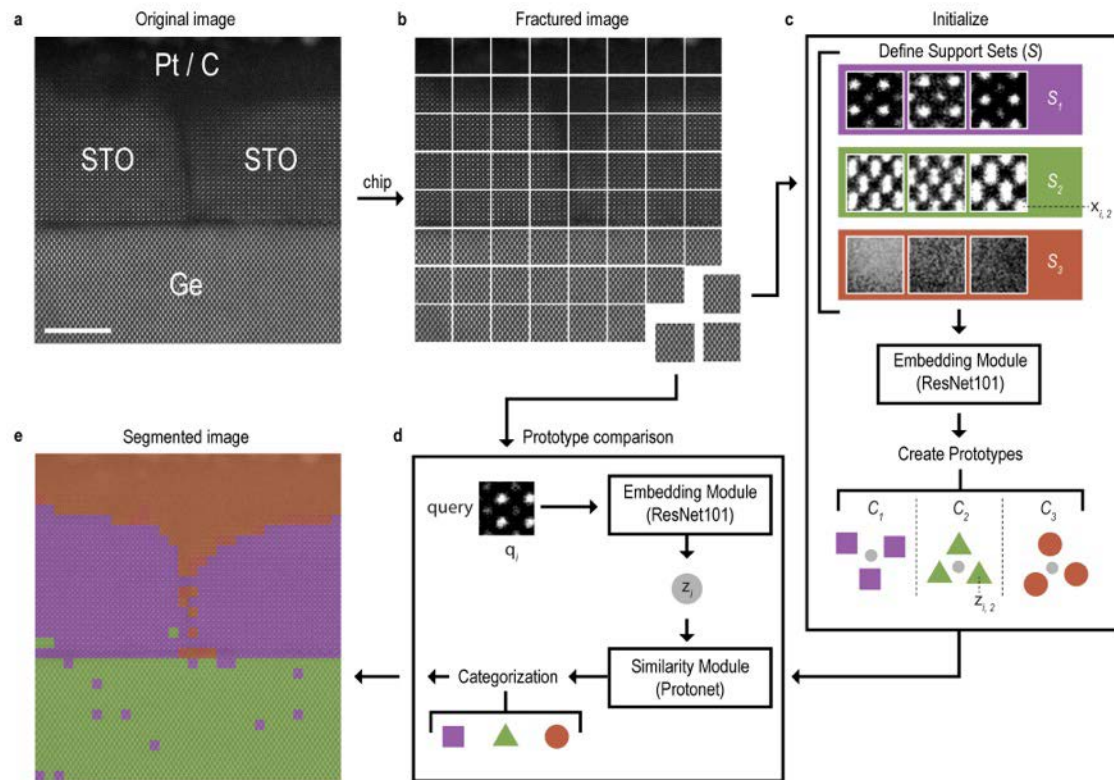 a Original image
Pt / C
STO STO
Ge
chip
b Fractured image
c Initialize
Define Support Sets (S)
S1
S2
xi, 2
S3
Embedding Module
(ResNet101)
Create Prototypes
C1 C2 C3
zi, 2
d Prototype comparison
query
qj
Embedding Module
(ResNet101)
zj
Similarity Module
(Protonet)
Categorization
e Segmented image